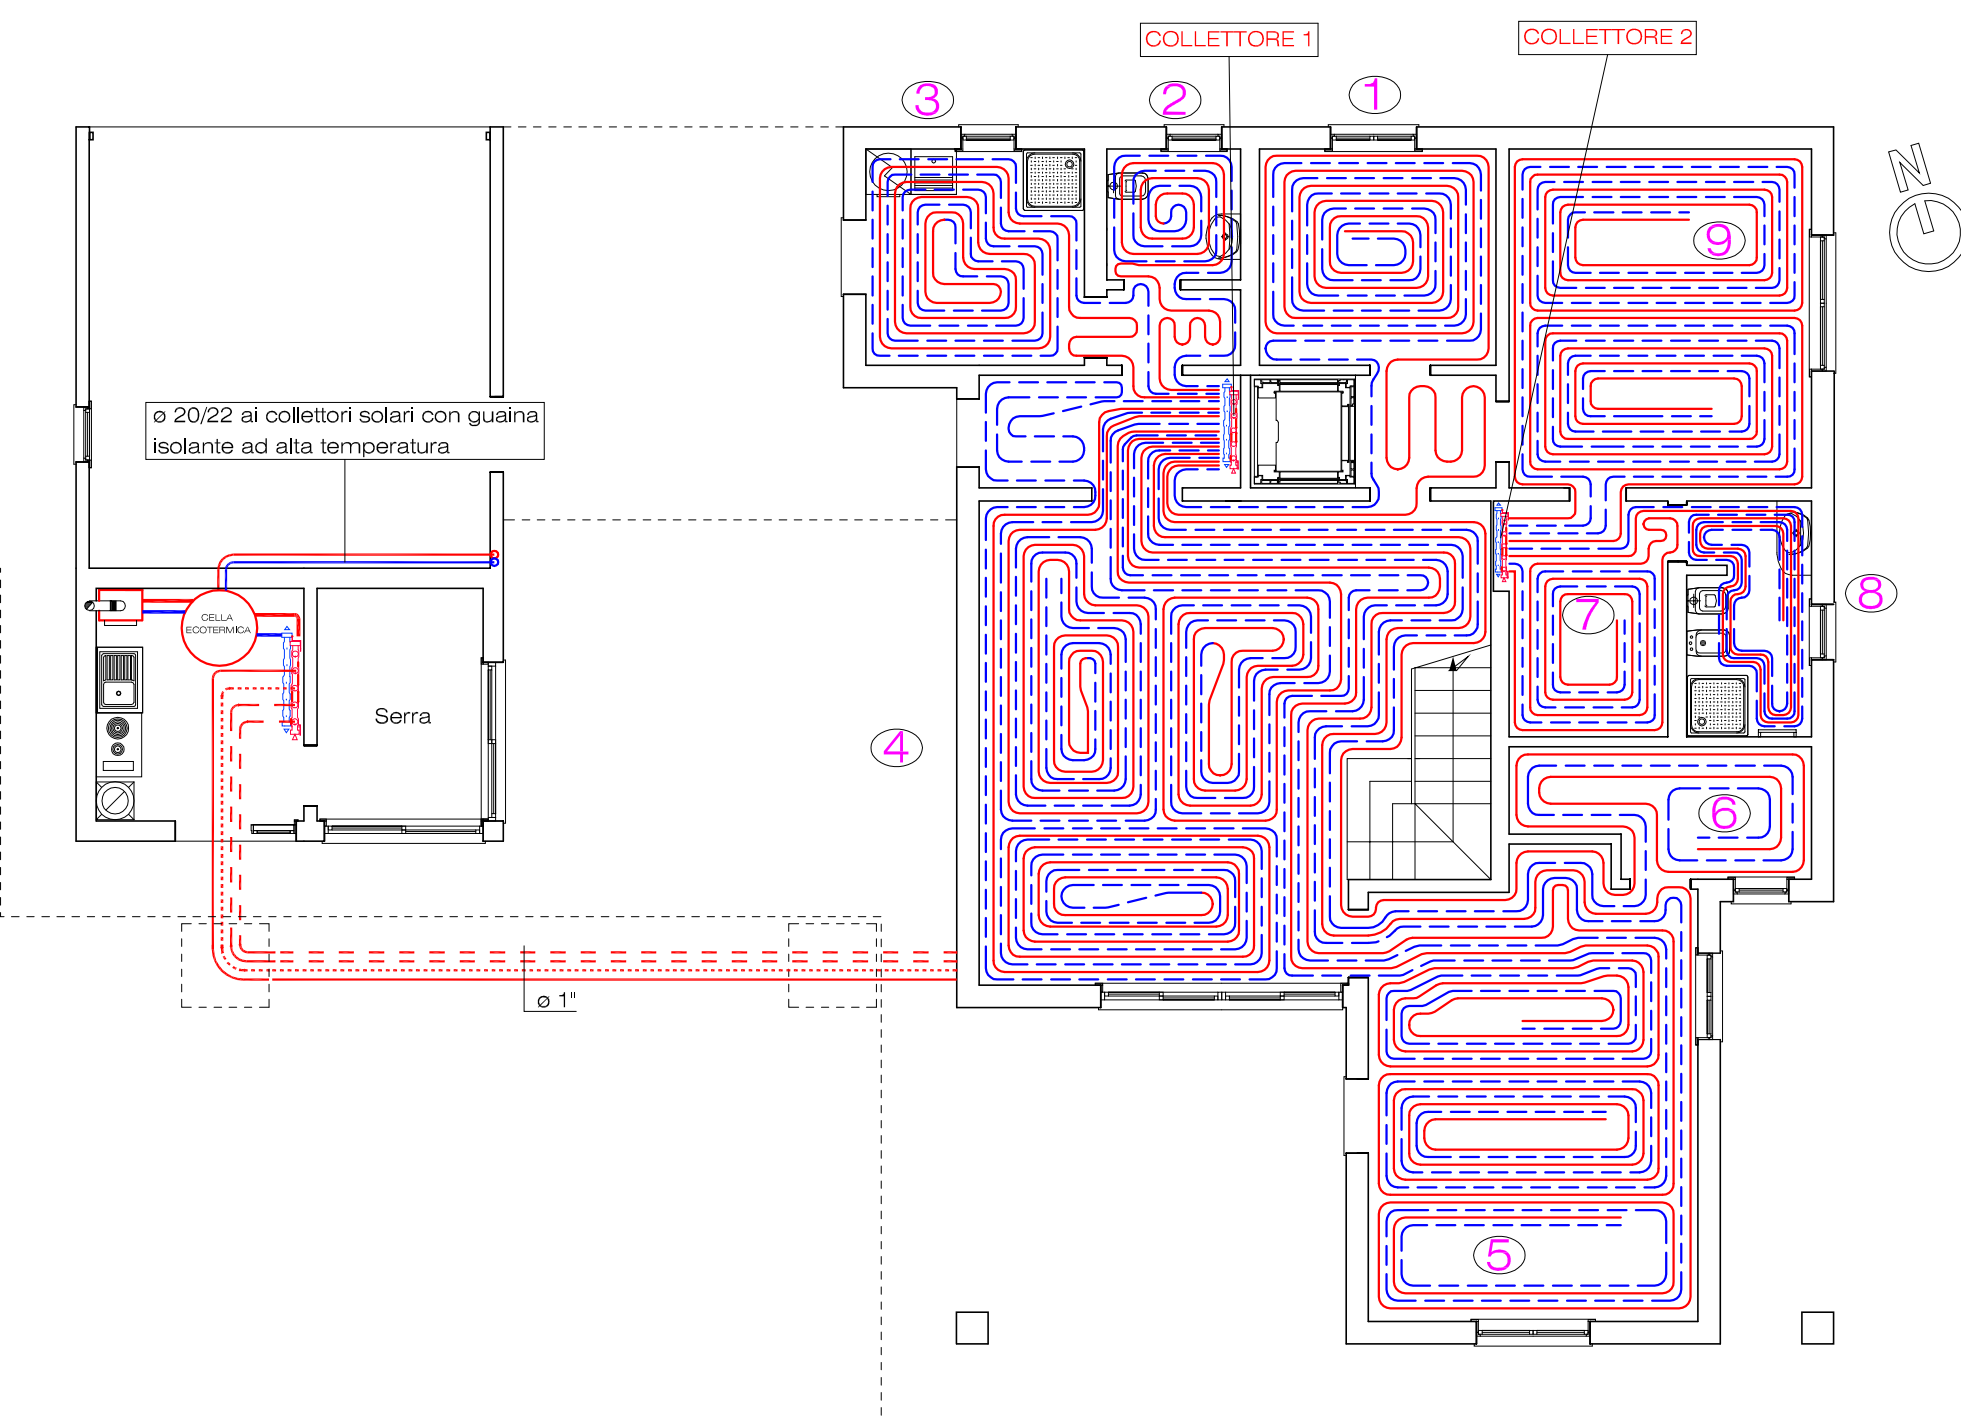 COLLETTORE 1
COLLETTORE 2
3
2
1
N
9
ø 20/22 ai collettori solari con guaina
isolante ad alta temperatura
CELLA
ECOTERMICA
7
8
Serra
4
6
ø 1"
5